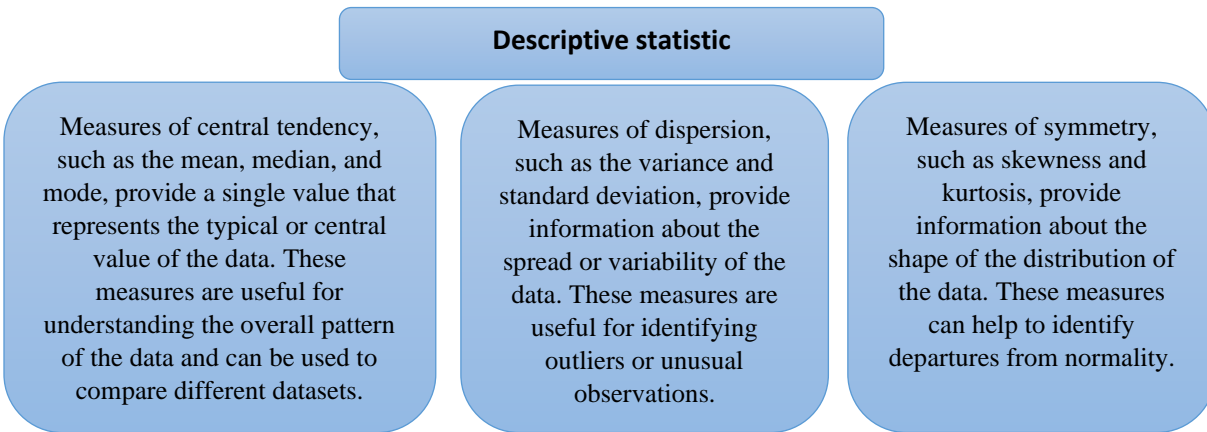 Descriptive statistic
Measures of central tendency,
such as the mean, median, and
mode, provide a single value that
represents the typical or central
value of the data. These
measures are useful for
understanding the overall pattern
of the data and can be used to
compare different datasets.
Measures of dispersion,
such as the variance and
standard deviation, provide
information about the
spread or variability of the
data. These measures are
useful for identifying
outliers or unusual
observations.
Measures of symmetry,
such as skewness and
kurtosis, provide
information about the
shape of the distribution of
the data. These measures
can help to identify
departures from normality.